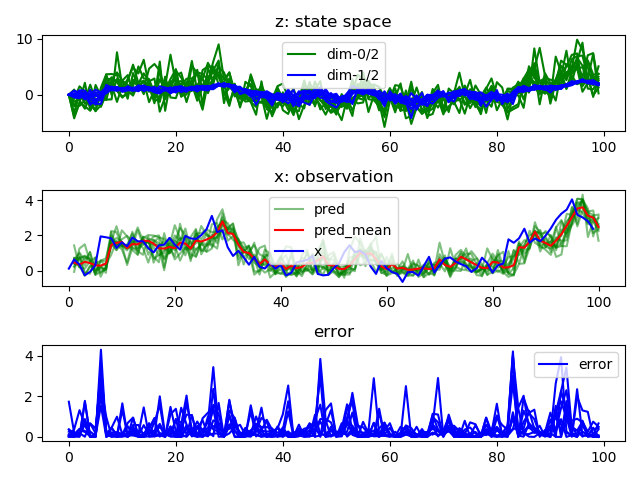 z: state space
10
0
dim-0/2
dim-1/2
0 20 40 60 80 100
x: observation
4
2
0
pred
pred_mean
x
0 20 40 60 80 100
error
4
2
0
error
0 20 40 60 80 100